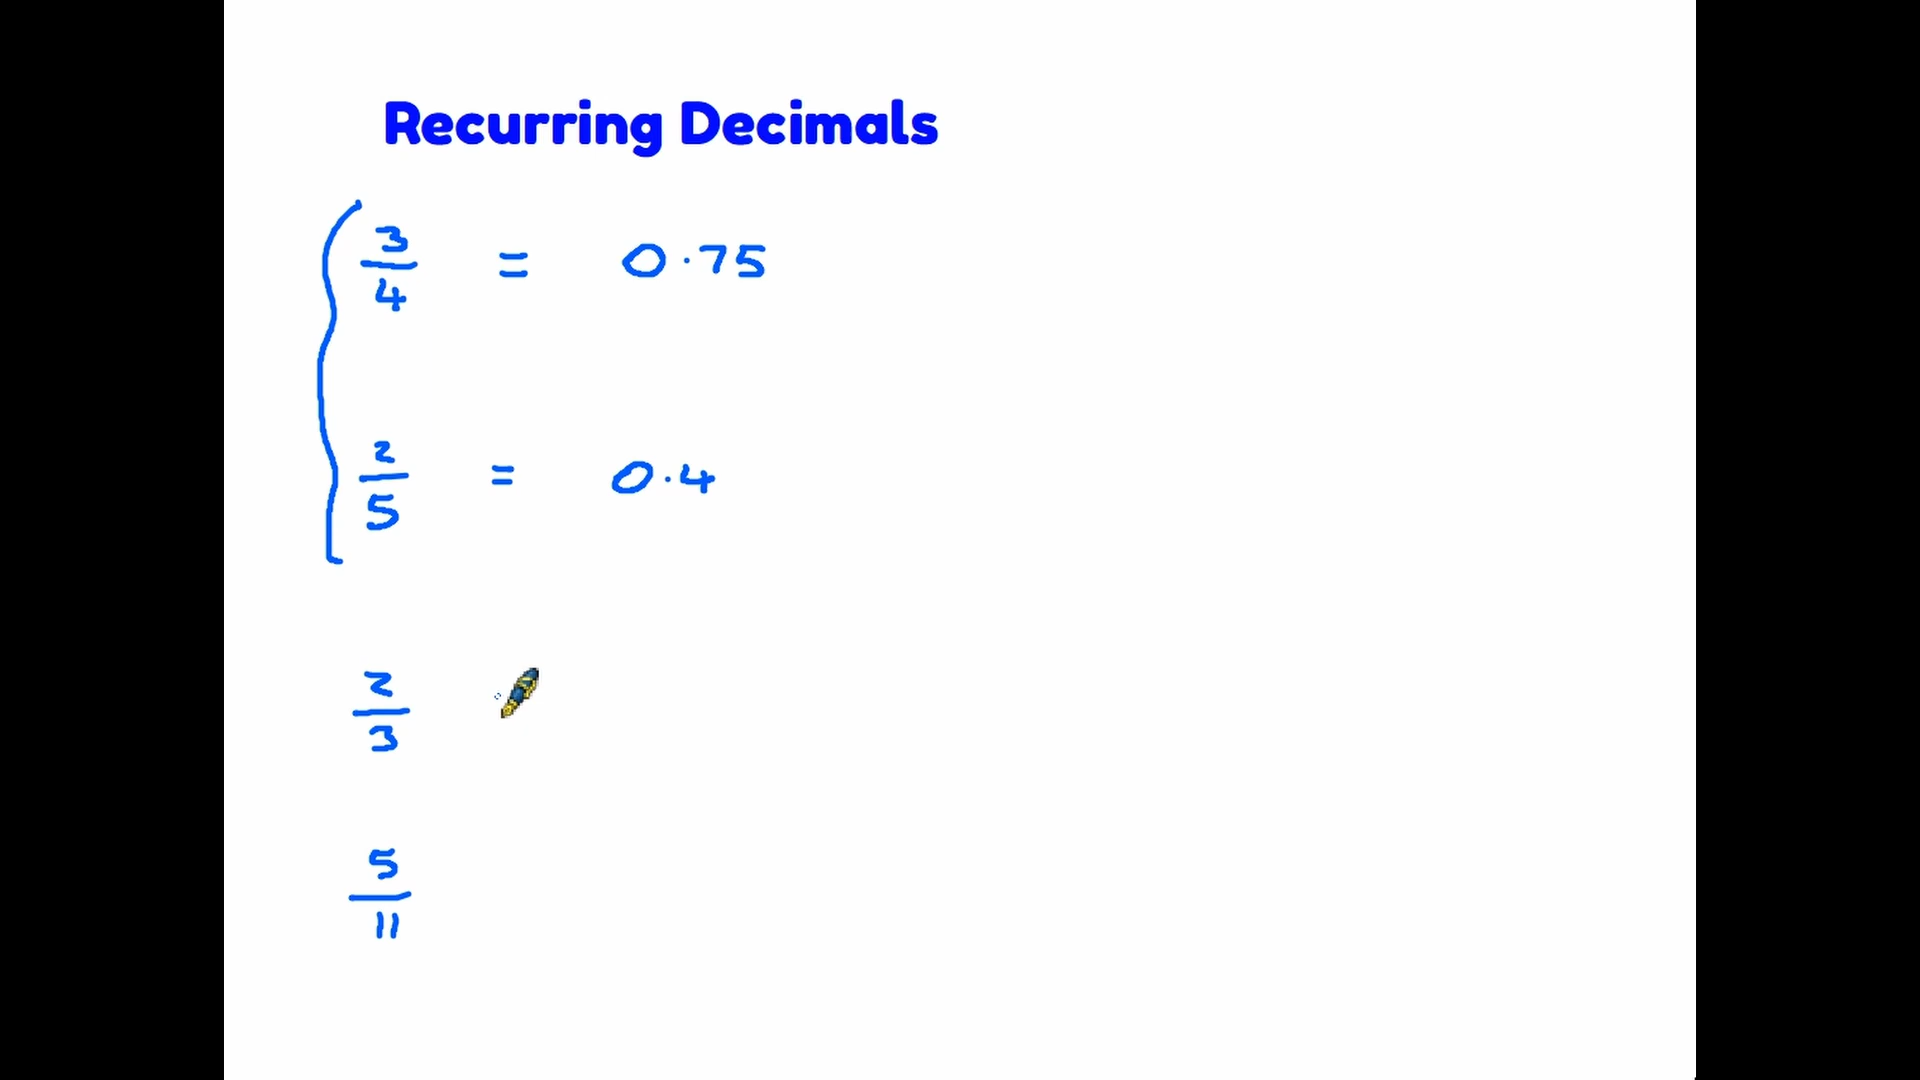 Recurring Decimals
3/4 = 0.75
2/5 = 0.4
2/3
5/11